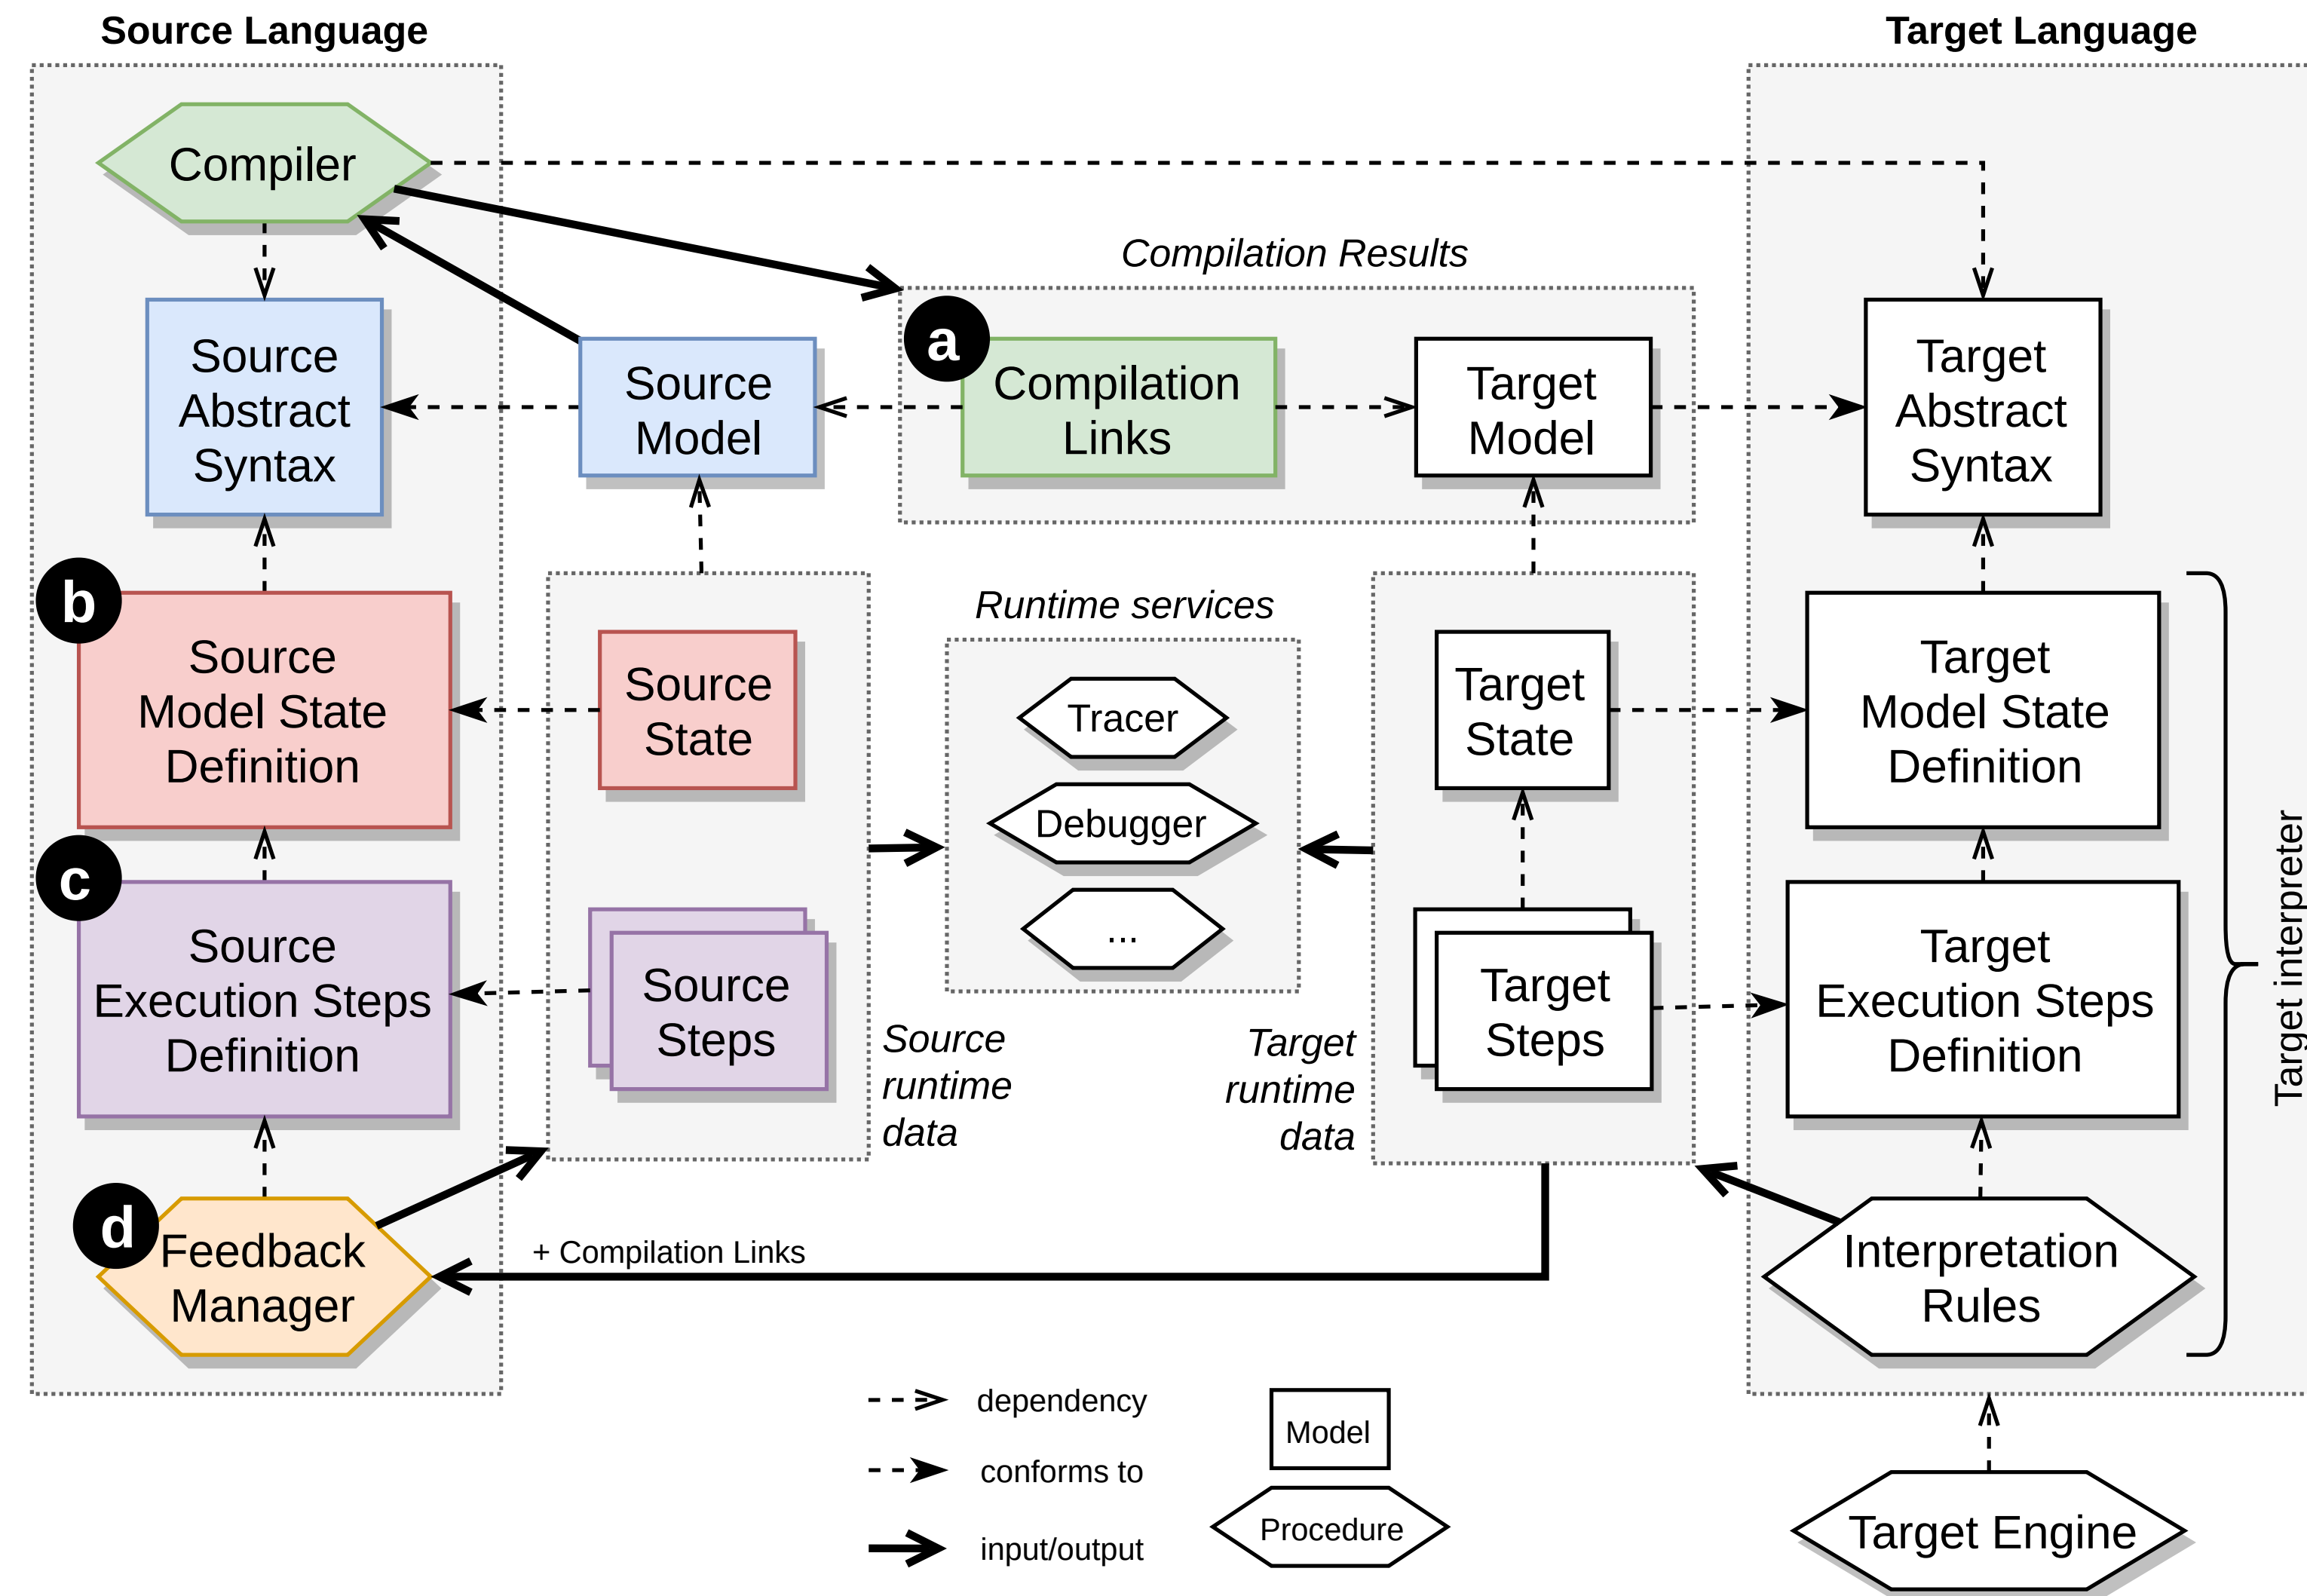 Source Language
Target Language
Compiler
Compilation Results
a
Source
Abstract
Syntax
Source
Model
Compilation
Links
Target
Model
Target
Abstract
Syntax
b
Source
Model State
Definition
Source
State
Runtime services
Tracer
Debugger
...
Target
State
Target
Model State
Definition
c
Source
Execution Steps
Definition
Source
Steps
Source
runtime
data
Target
runtime
data
Target
Steps
Target
Execution Steps
Definition
Target interpreter
d
Feedback
Manager
+ Compilation Links
Interpretation
Rules
dependency
conforms to
input/output
Model
Procedure
Target Engine